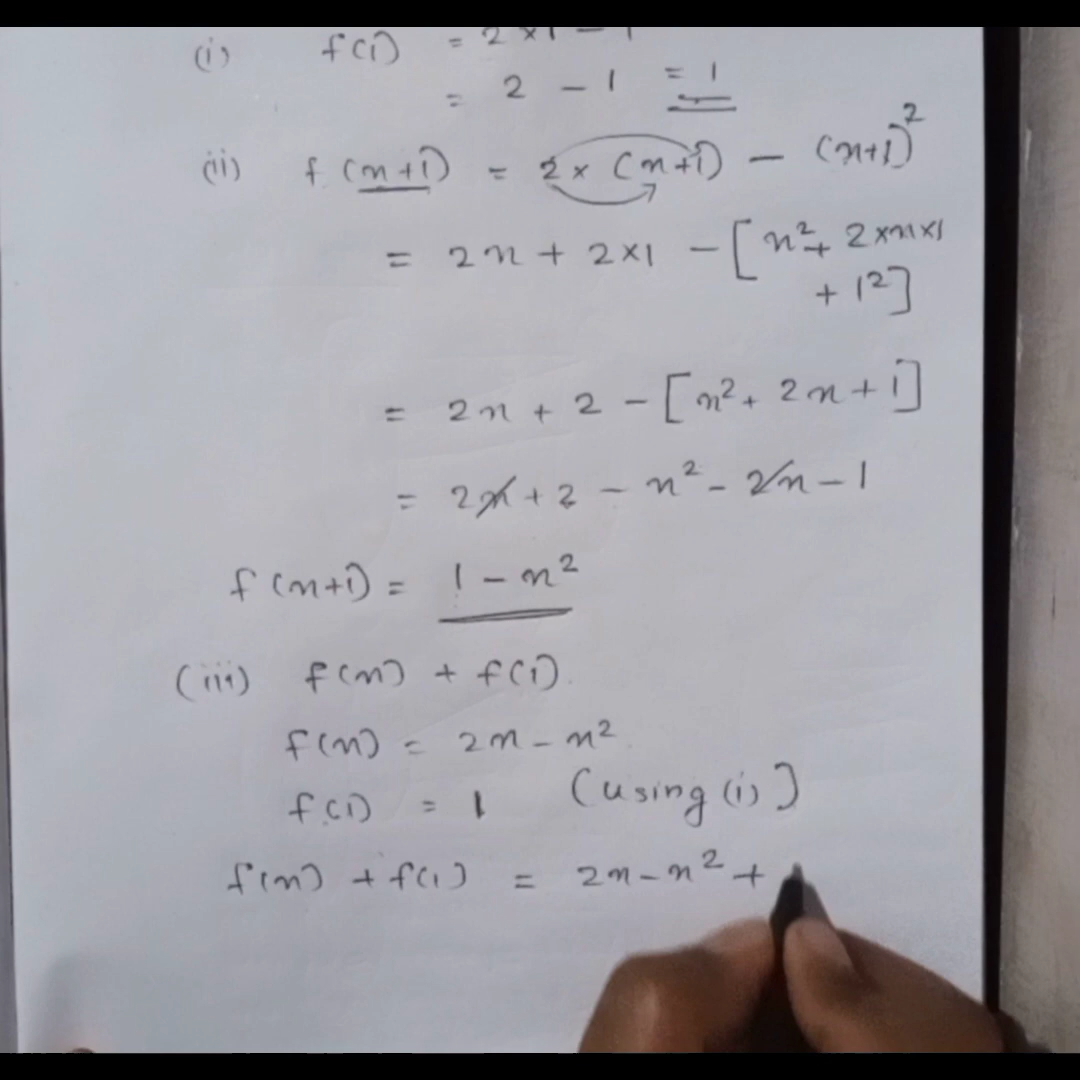 (i) f(1) = 2 × 1 - 1
= 2 - 1 = 1
(ii) f(x+1) = 2 × (x+1) - (x+1)²
= 2x + 2×1 - [x² + 2×x×1
+ 1²]
= 2x + 2 - [x² + 2x + 1]
= 2x + 2 - x² - 2x - 1
f(x+1) = 1 - x²
(iii) f(x) + f(1).
f(x) = 2x - x²
f(1) = 1 (using (i)]
f(x) + f(1) = 2x - x² +